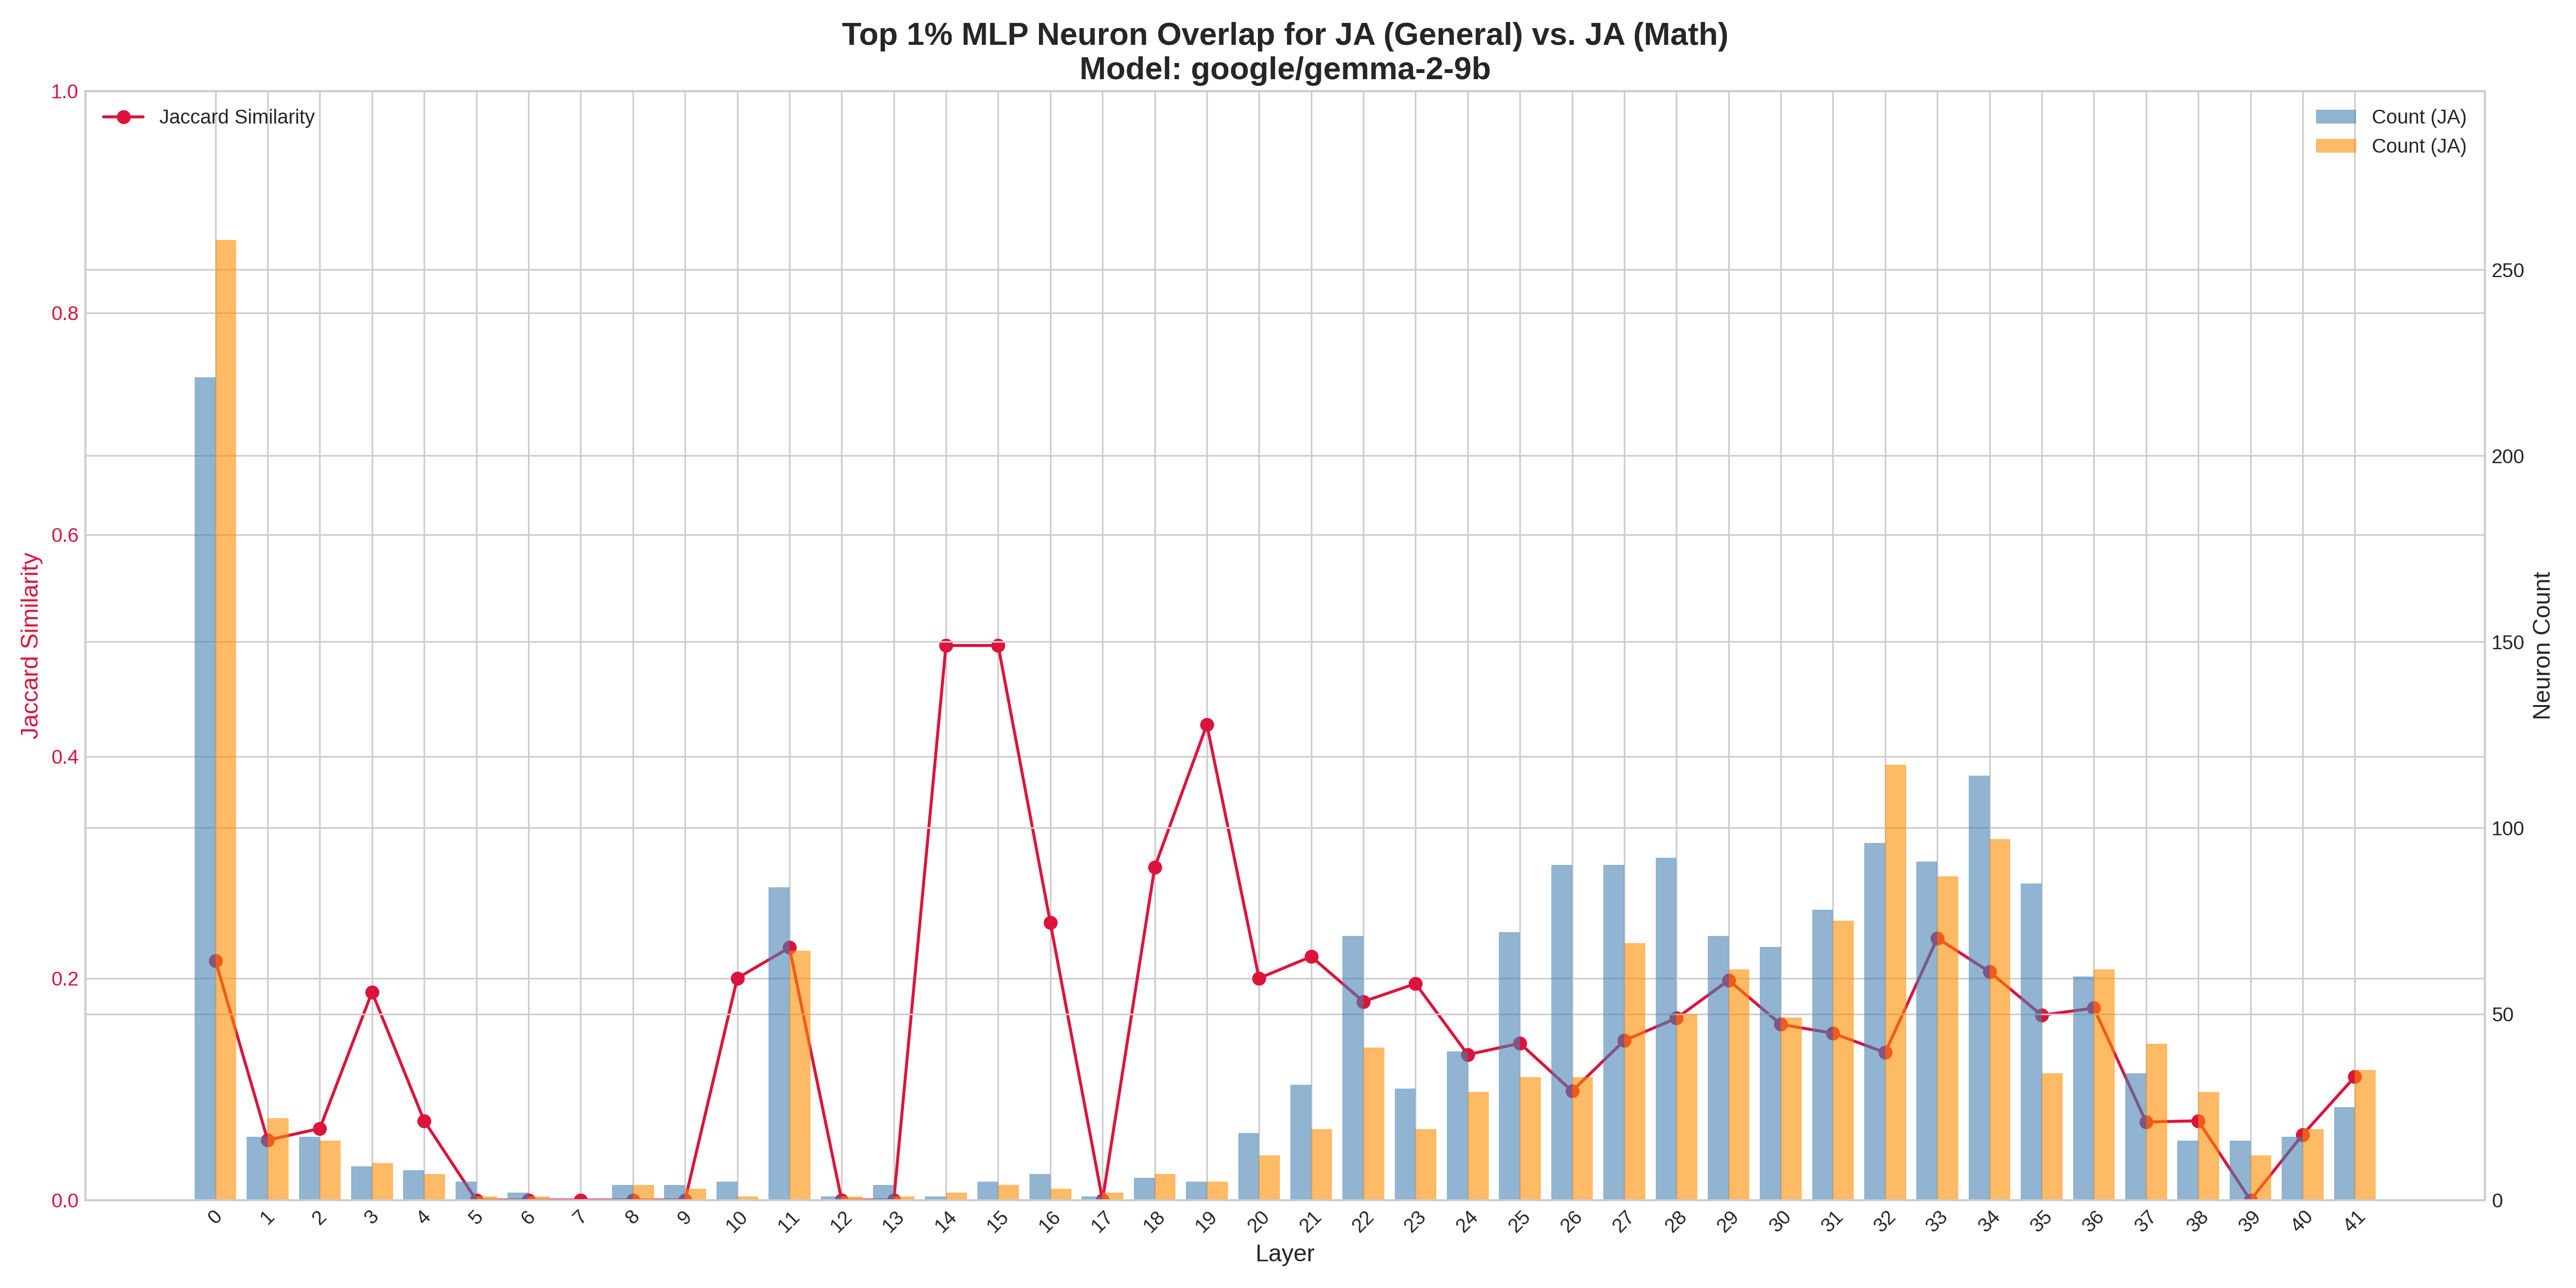 Top 1% MLP Neuron Overlap for JA (General) vs. JA (Math)
Model: google/gemma-2-9b
Jaccard Similarity
Count (JA)
Count (JA)
1.0
0.8
0.6
0.4
0.2
0.0
Jaccard Similarity
250
200
150
100
50
0
Neuron Count
0 1 2 3 4 5 6 7 8 9 10 11 12 13 14 15 16 17 18 19 20 21 22 23 24 25 26 27 28 29 30 31 32 33 34 35 36 37 38 39 40 41
Layer